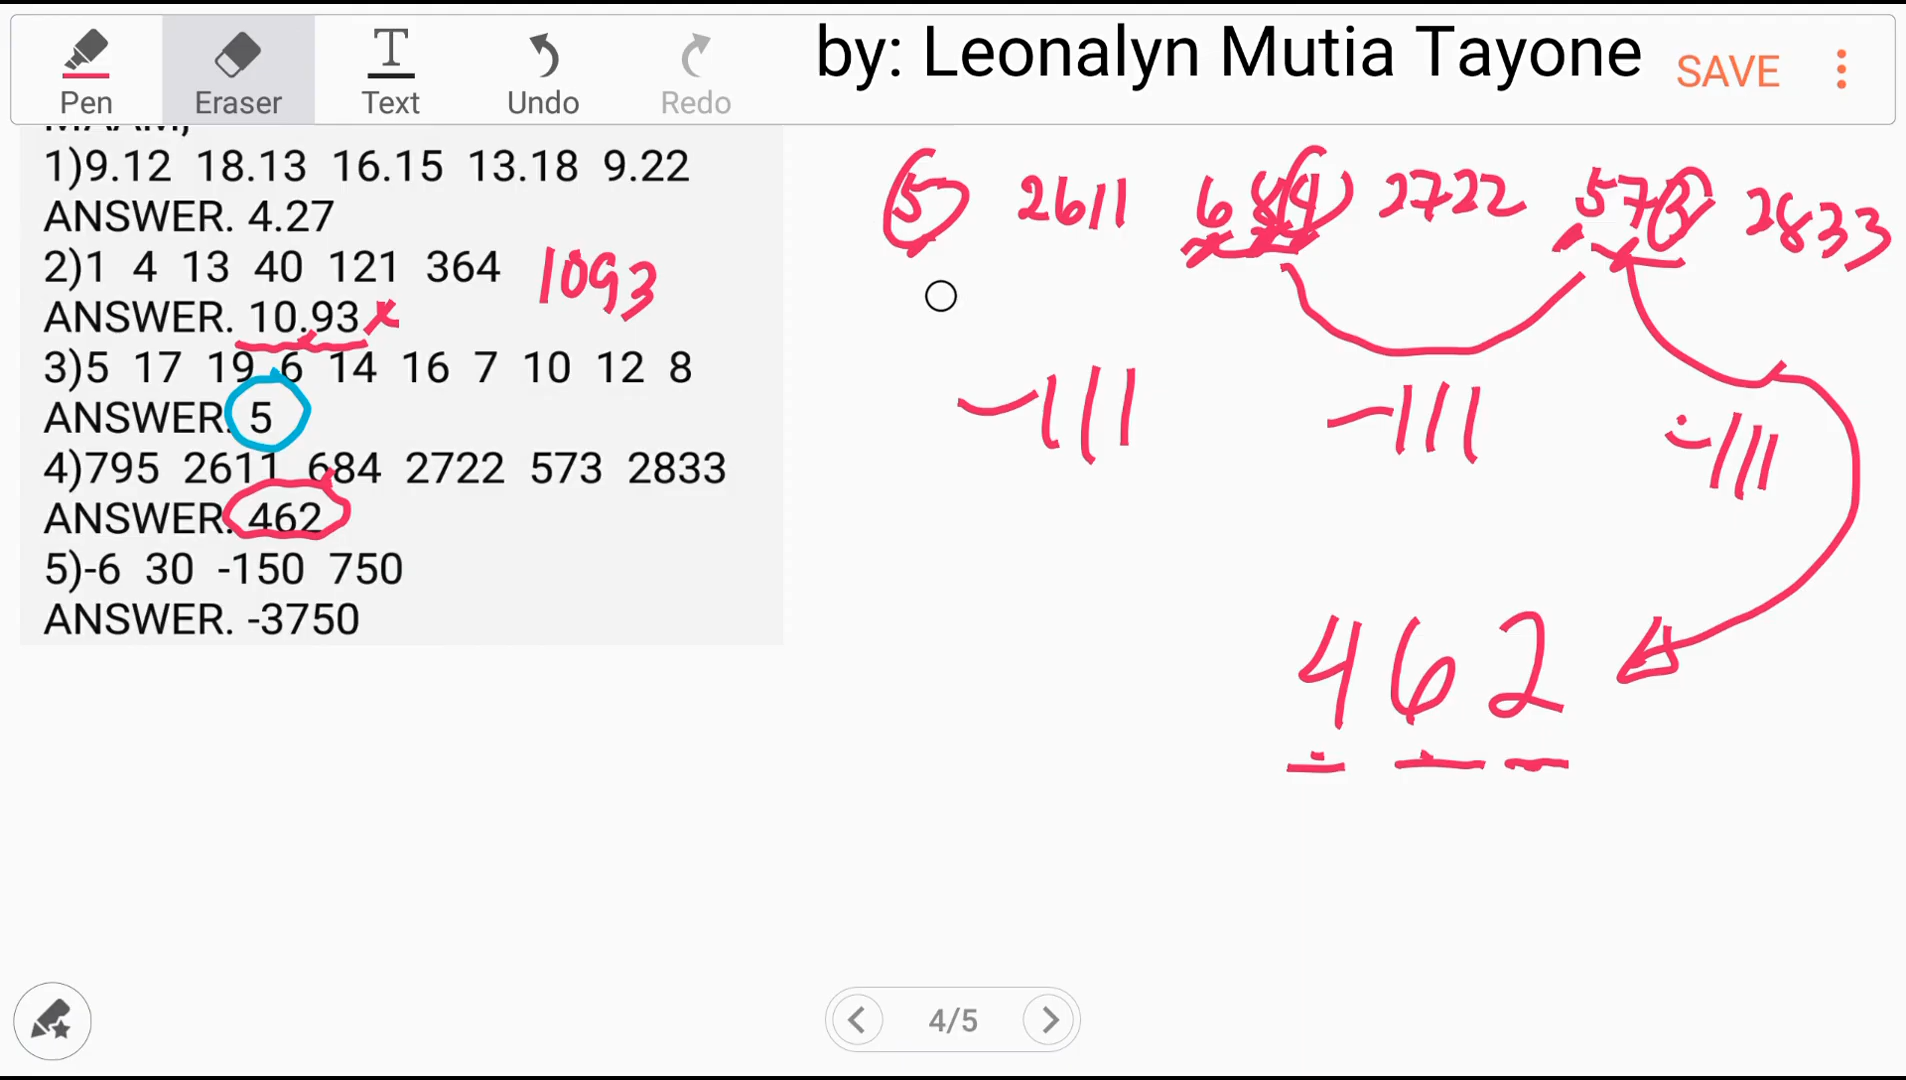 Pen Eraser Text Undo Redo by: Leonalyn Mutia Tayone SAVE
1)9.12 18.13 16.15 13.18 9.22
ANSWER. 4.27
2)1 4 13 40 121 364 1093
ANSWER. 10.93 x
3)5 17 19 6 14 16 7 10 12 8
ANSWER. 5
4)795 2611 684 2722 573 2833
ANSWER. 462
5)-6 30 -150 750
ANSWER. -3750
5 2611 684 2722 573 2833
-111 -111 -111
462
4/5